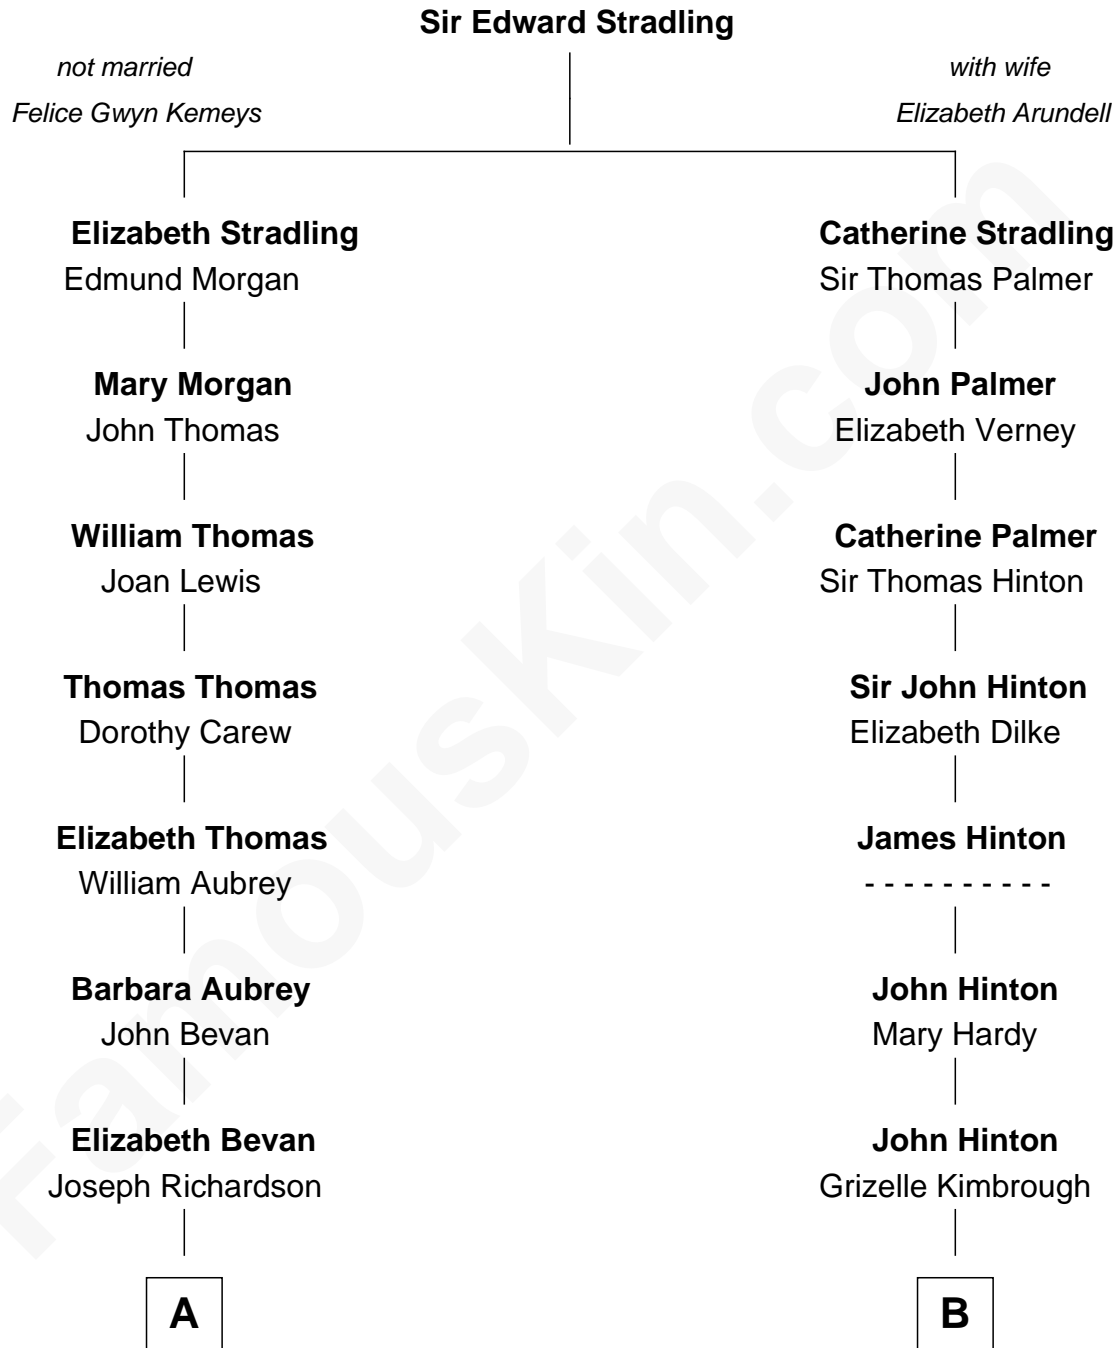 Sir Edward Stradling
not married
Felice Gwyn Kemeys
with wife
Elizabeth Arundell
Elizabeth Stradling
Edmund Morgan
Catherine Stradling
Sir Thomas Palmer
Mary Morgan
John Thomas
John Palmer
Elizabeth Verney
William Thomas
Joan Lewis
Catherine Palmer
Sir Thomas Hinton
Thomas Thomas
Dorothy Carew
Sir John Hinton
Elizabeth Dilke
Elizabeth Thomas
William Aubrey
James Hinton
- - - - - - - - - -
Barbara Aubrey
John Bevan
John Hinton
Mary Hardy
Elizabeth Bevan
Joseph Richardson
John Hinton
Grizelle Kimbrough
A
B
FamousKin.com